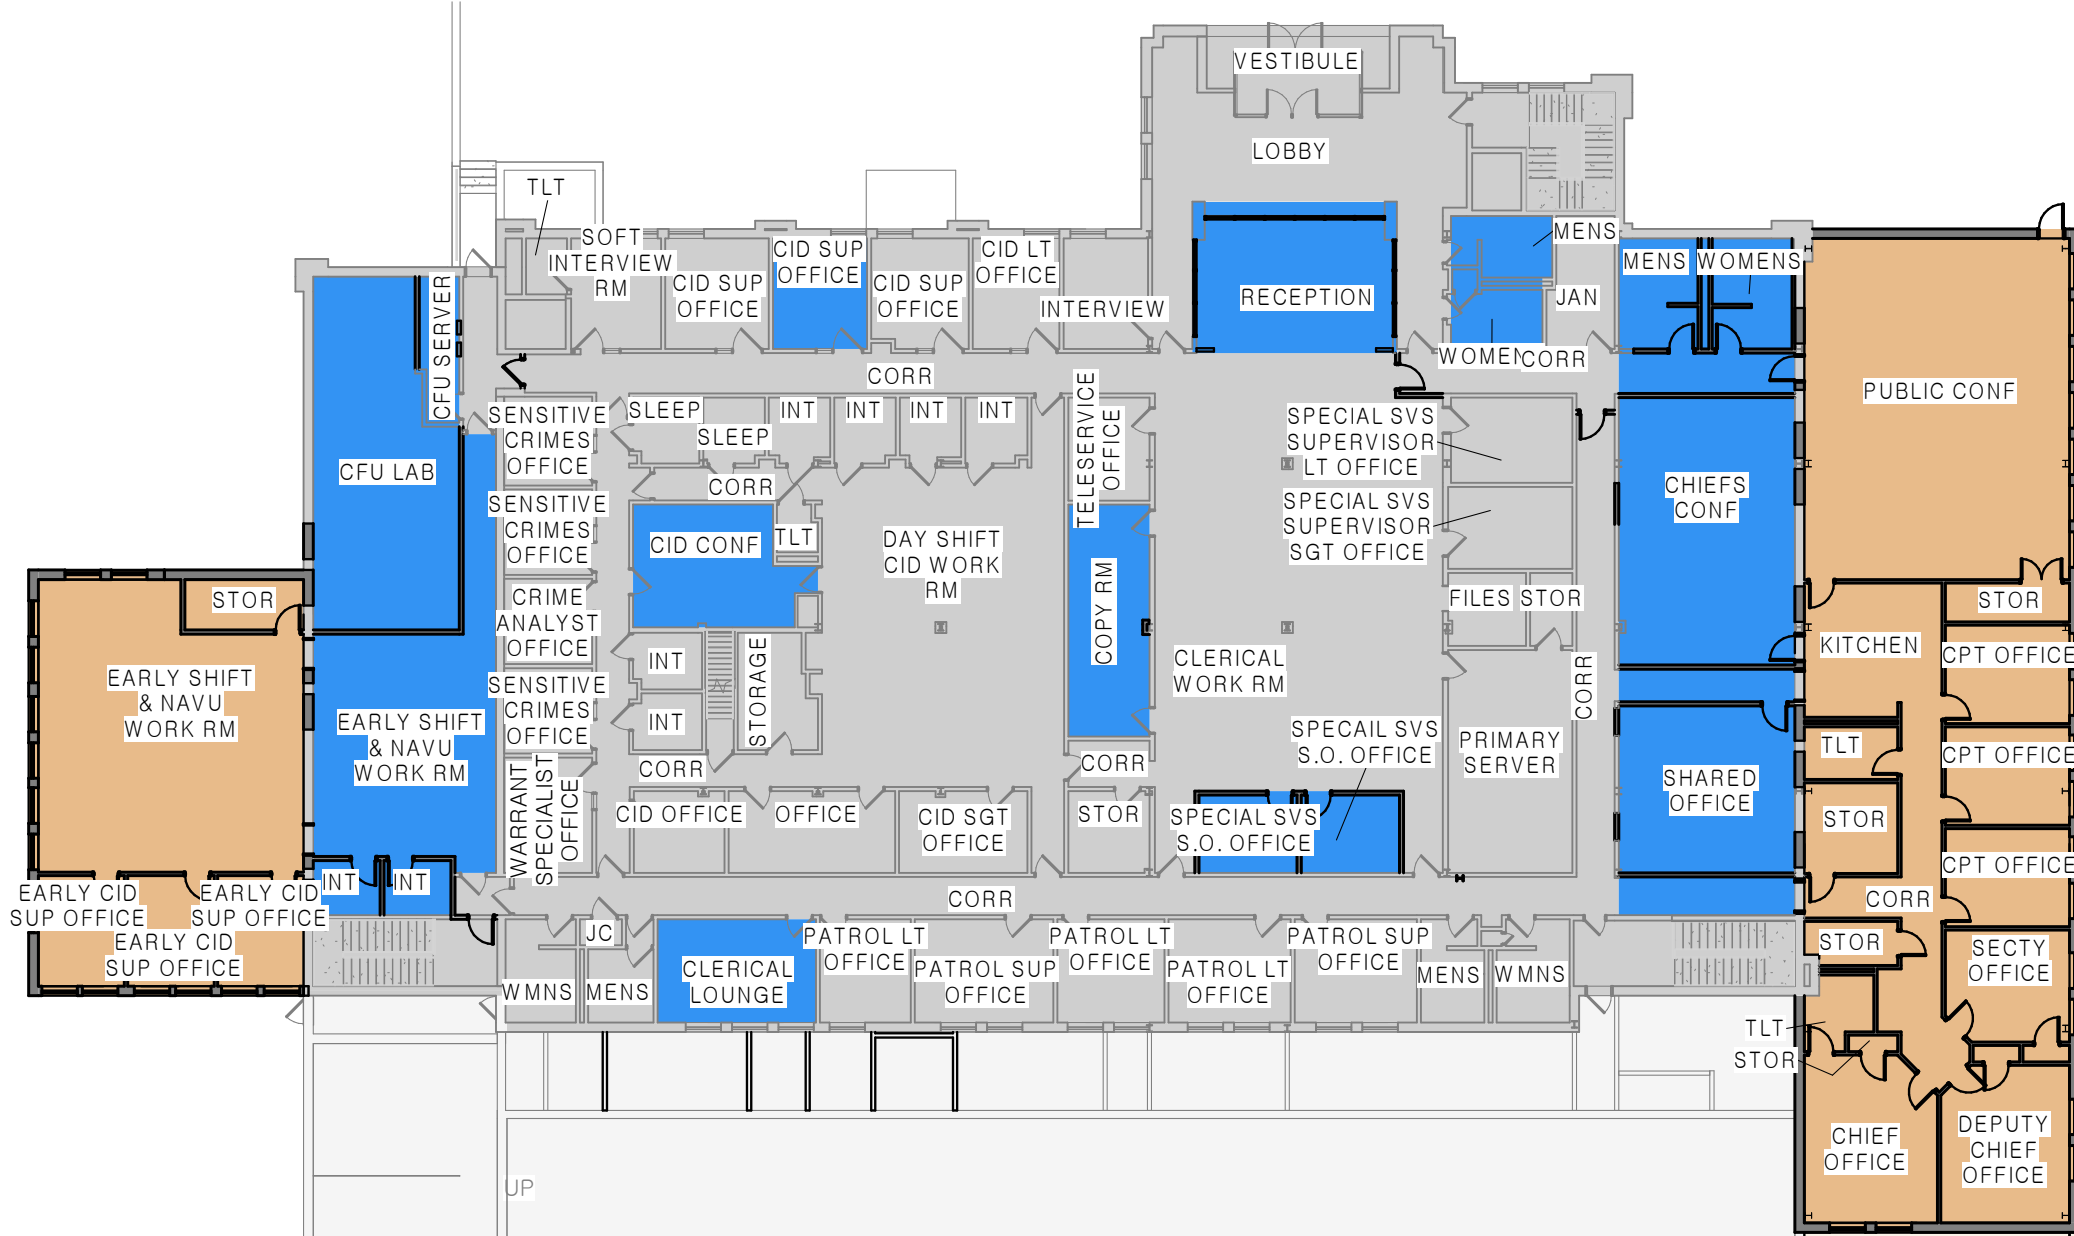 VESTIBULE
LOBBY
TLT
SOFT
INTERVIEW
RM
CID SUP
OFFICE
CID SUP
OFFICE
CID SUP
OFFICE
CID LT
OFFICE
INTERVIEW
RECEPTION
MENS
WOMEN
JAN
CORR
MENS
WOMENS
PUBLIC CONF
CFU SERVER
CFU LAB
CORR
SENSITIVE
CRIMES
OFFICE
SLEEP
SLEEP
INT
INT
INT
INT
TELESERVICE
OFFICE
SPECIAL SVS
SUPERVISOR
LT OFFICE
CHIEFS
CONF
CORR
SENSITIVE
CRIMES
OFFICE
CID CONF
TLT
DAY SHIFT
CID WORK
RM
COPY RM
SPECIAL SVS
SUPERVISOR
SGT OFFICE
FILES
STOR
STOR
STOR
KITCHEN
CPT OFFICE
CRIME
ANALYST
OFFICE
INT
STORAGE
CLERICAL
WORK RM
CORR
EARLY SHIFT
& NAVU
WORK RM
EARLY SHIFT
& NAVU
WORK RM
SENSITIVE
CRIMES
OFFICE
INT
SPECAIL SVS
S.O. OFFICE
PRIMARY
SERVER
SHARED
OFFICE
TLT
CPT OFFICE
CORR
CORR
WARRANT
SPECIALIST
OFFICE
CID OFFICE
OFFICE
CID SGT
OFFICE
STOR
SPECIAL SVS
S.O. OFFICE
STOR
CPT OFFICE
EARLY CID
SUP OFFICE
EARLY CID
SUP OFFICE
EARLY CID
SUP OFFICE
INT
INT
CORR
CORR
JC
WMNS
MENS
CLERICAL
LOUNGE
PATROL LT
OFFICE
PATROL SUP
OFFICE
PATROL LT
OFFICE
PATROL LT
OFFICE
PATROL SUP
OFFICE
MENS
WMNS
STOR
SECTY
OFFICE
TLT
STOR
CHIEF
OFFICE
DEPUTY
CHIEF
OFFICE
UP